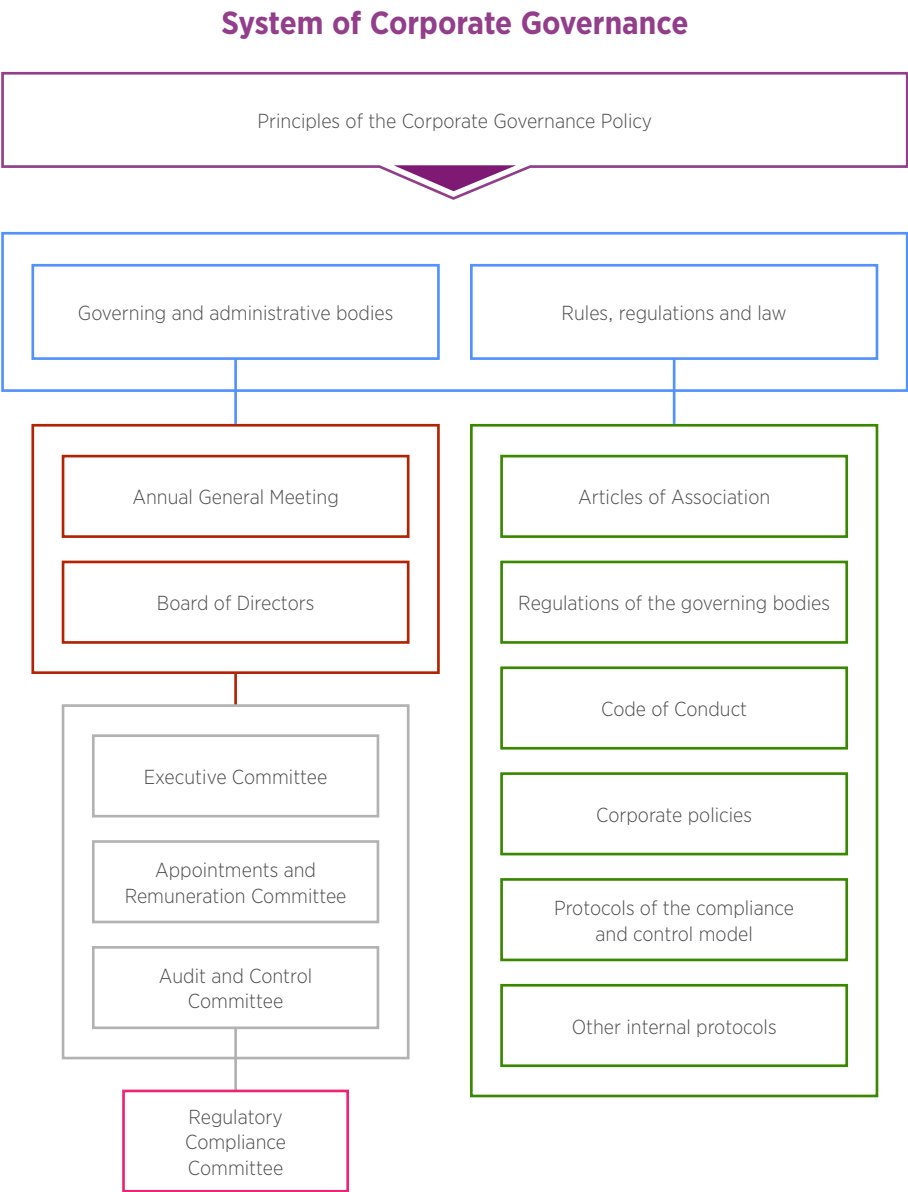 System of Corporate Governance
Principles of the Corporate Governance Policy
Governing and administrative bodies
Rules, regulations and law
Annual General Meeting
Board of Directors
Executive Committee
Appointments and
Remuneration Committee
Audit and Control
Committee
Regulatory
Compliance
Committee
Articles of Association
Regulations of the governing bodies
Code of Conduct
Corporate policies
Protocols of the compliance
and control model
Other internal protocols